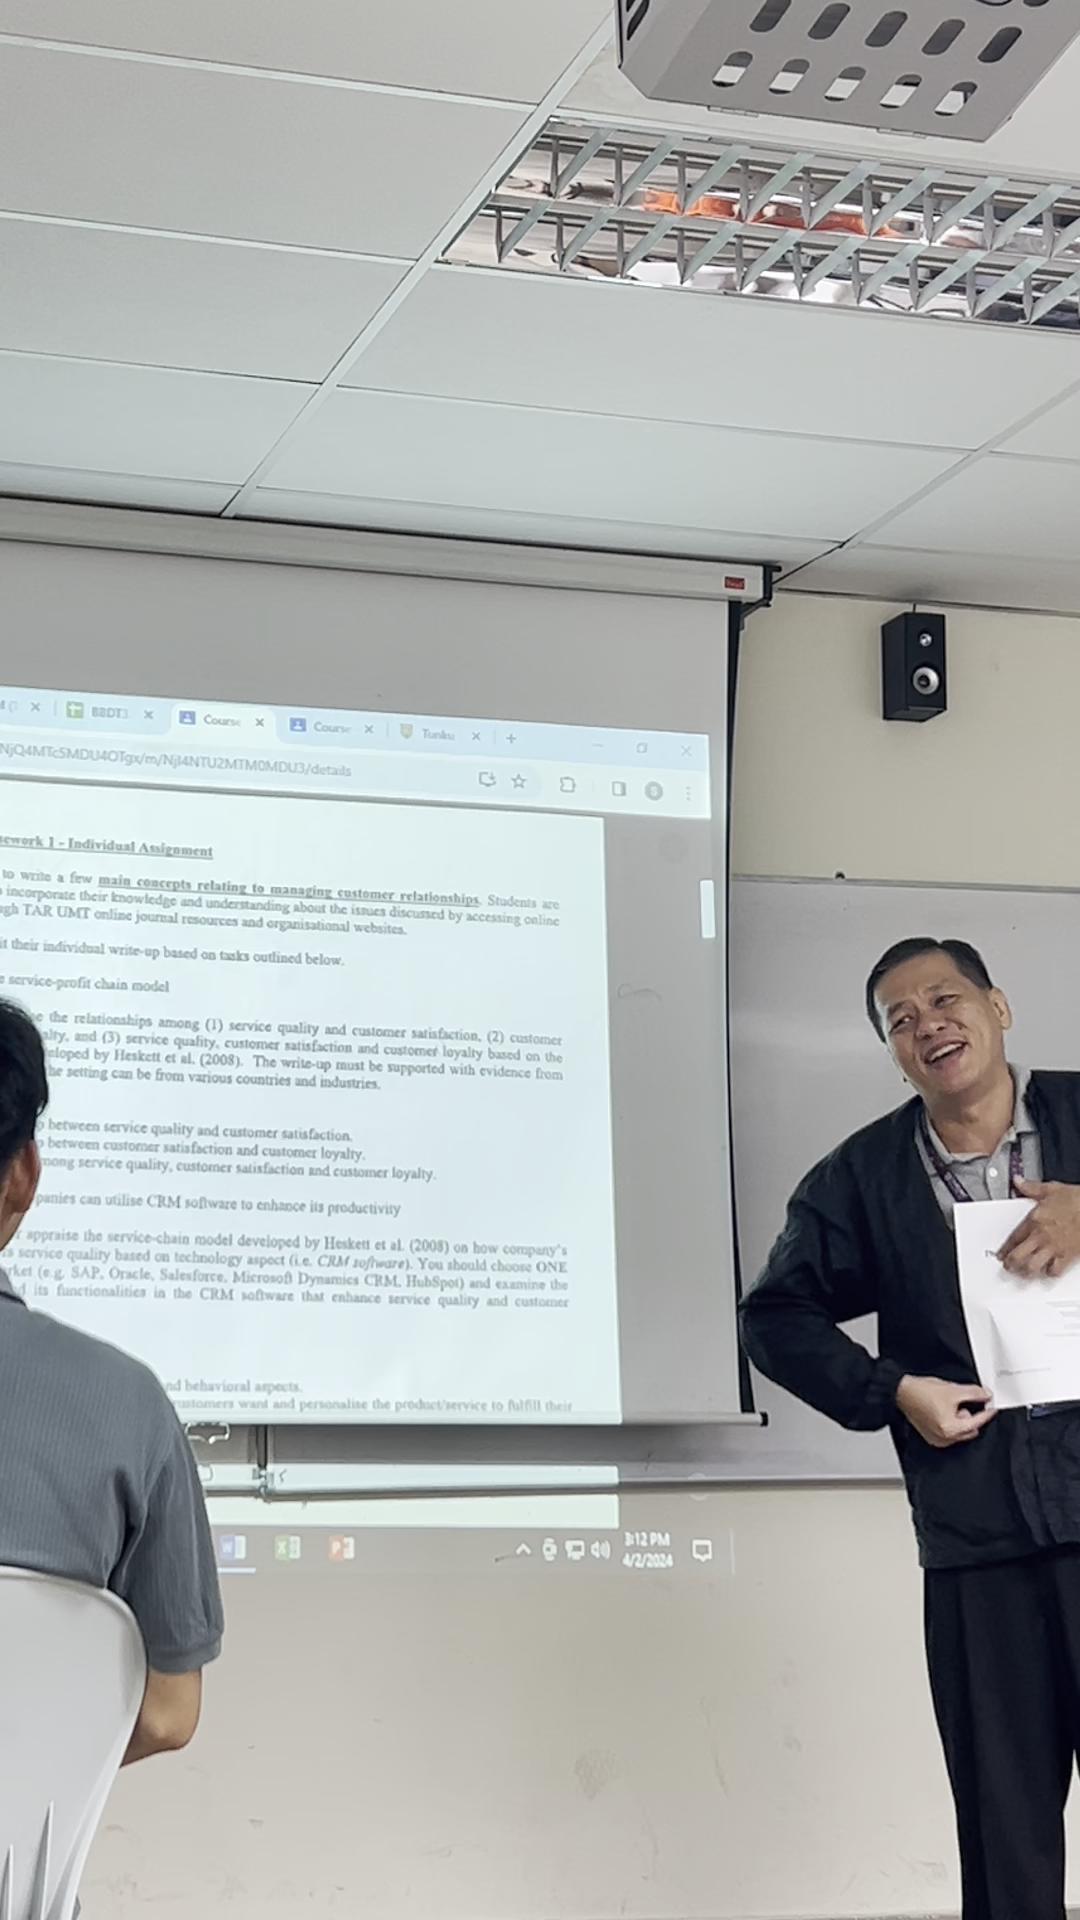 BBDT3
Course
Course
Tunku
NjQ4MTc5MDU4OTgx/m/NjI4NTU2MTM0MDU3/details
S
ework 1 - Individual Assignment
to write a few main concepts relating to managing customer relationships. Students are
incorporate their knowledge and understanding about the issues discussed by accessing online
gh TAR UMT online journal resources and organisational websites.
it their individual write-up based on tasks outlined below.
e service-profit chain model
e the relationships among (1) service quality and customer satisfaction, (2) customer
alty, and (3) service quality, customer satisfaction and customer loyalty based on the
eloped by Heskett et al. (2008). The write-up must be supported with evidence from
he setting can be from various countries and industries.
p between service quality and customer satisfaction.
p between customer satisfaction and customer loyalty.
mong service quality, customer satisfaction and customer loyalty.
panies can utilise CRM software to enhance its productivity
r appraise the service-chain model developed by Heskett et al. (2008) on how company's
s service quality based on technology aspect (i.e. CRM software). You should choose ONE
rket (e.g. SAP, Oracle, Salesforce, Microsoft Dynamics CRM, HubSpot) and examine the
d its functionalities in the CRM software that enhance service quality and customer
nd behavioral aspects.
customers want and personalise the product/service to fulfill their
3:12 PM
4/2/2024